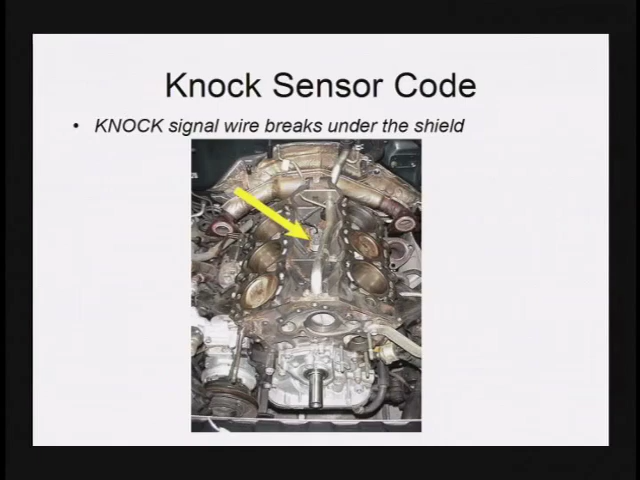 Knock Sensor Code
• KNOCK signal wire breaks under the shield